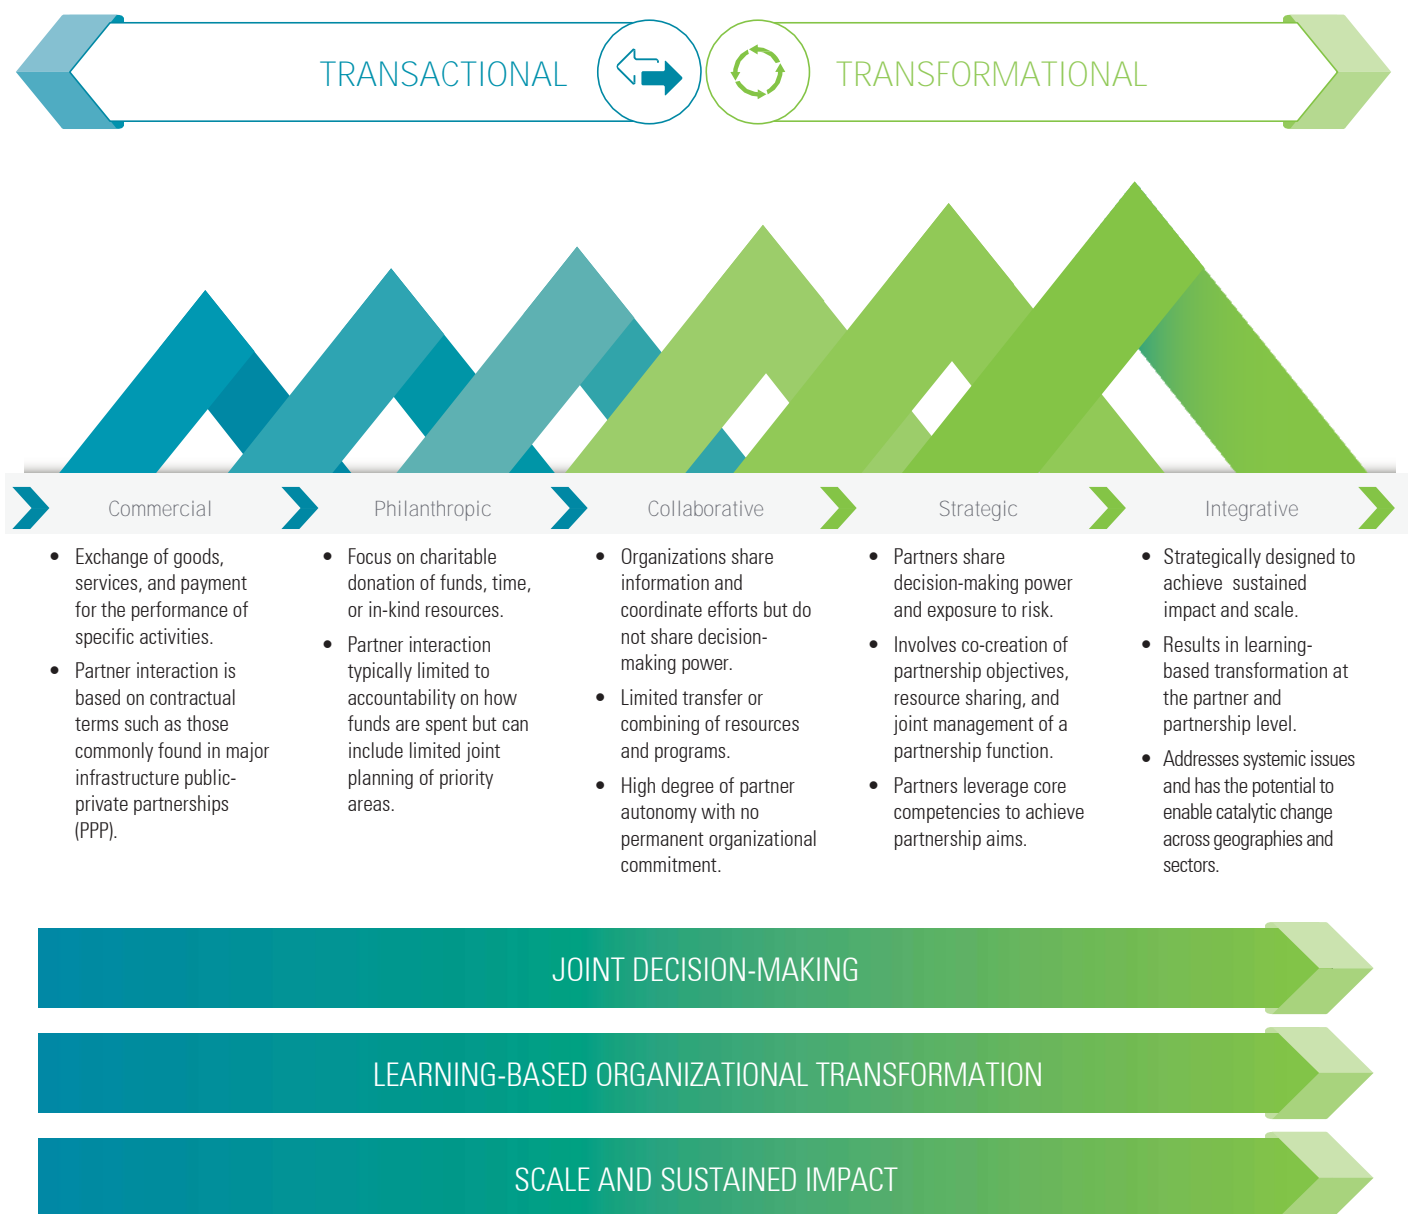 TRANSACTIONAL
TRANSFORMATIONAL
Commercial
Philanthropic
Collaborative
Strategic
Integrative
• Exchange of goods,
services, and payment
for the performance of
specific activities.
• Partner interaction is
based on contractual
terms such as those
commonly found in major
infrastructure public-
private partnerships
(PPP).
• Focus on charitable
donation of funds, time,
or in-kind resources.
• Partner interaction
typically limited to
accountability on how
funds are spent but can
include limited joint
planning of priority
areas.
• Organizations share
information and
coordinate efforts but do
not share decision-
making power.
• Limited transfer or
combining of resources
and programs.
• High degree of partner
autonomy with no
permanent organizational
commitment.
• Partners share
decision-making power
and exposure to risk.
• Involves co-creation of
partnership objectives,
resource sharing, and
joint management of a
partnership function.
• Partners leverage core
competencies to achieve
partnership aims.
• Strategically designed to
achieve sustained
impact and scale.
• Results in learning-
based transformation at
the partner and
partnership level.
• Addresses systemic issues
and has the potential to
enable catalytic change
across geographies and
sectors.
JOINT DECISION-MAKING
LEARNING-BASED ORGANIZATIONAL TRANSFORMATION
SCALE AND SUSTAINED IMPACT